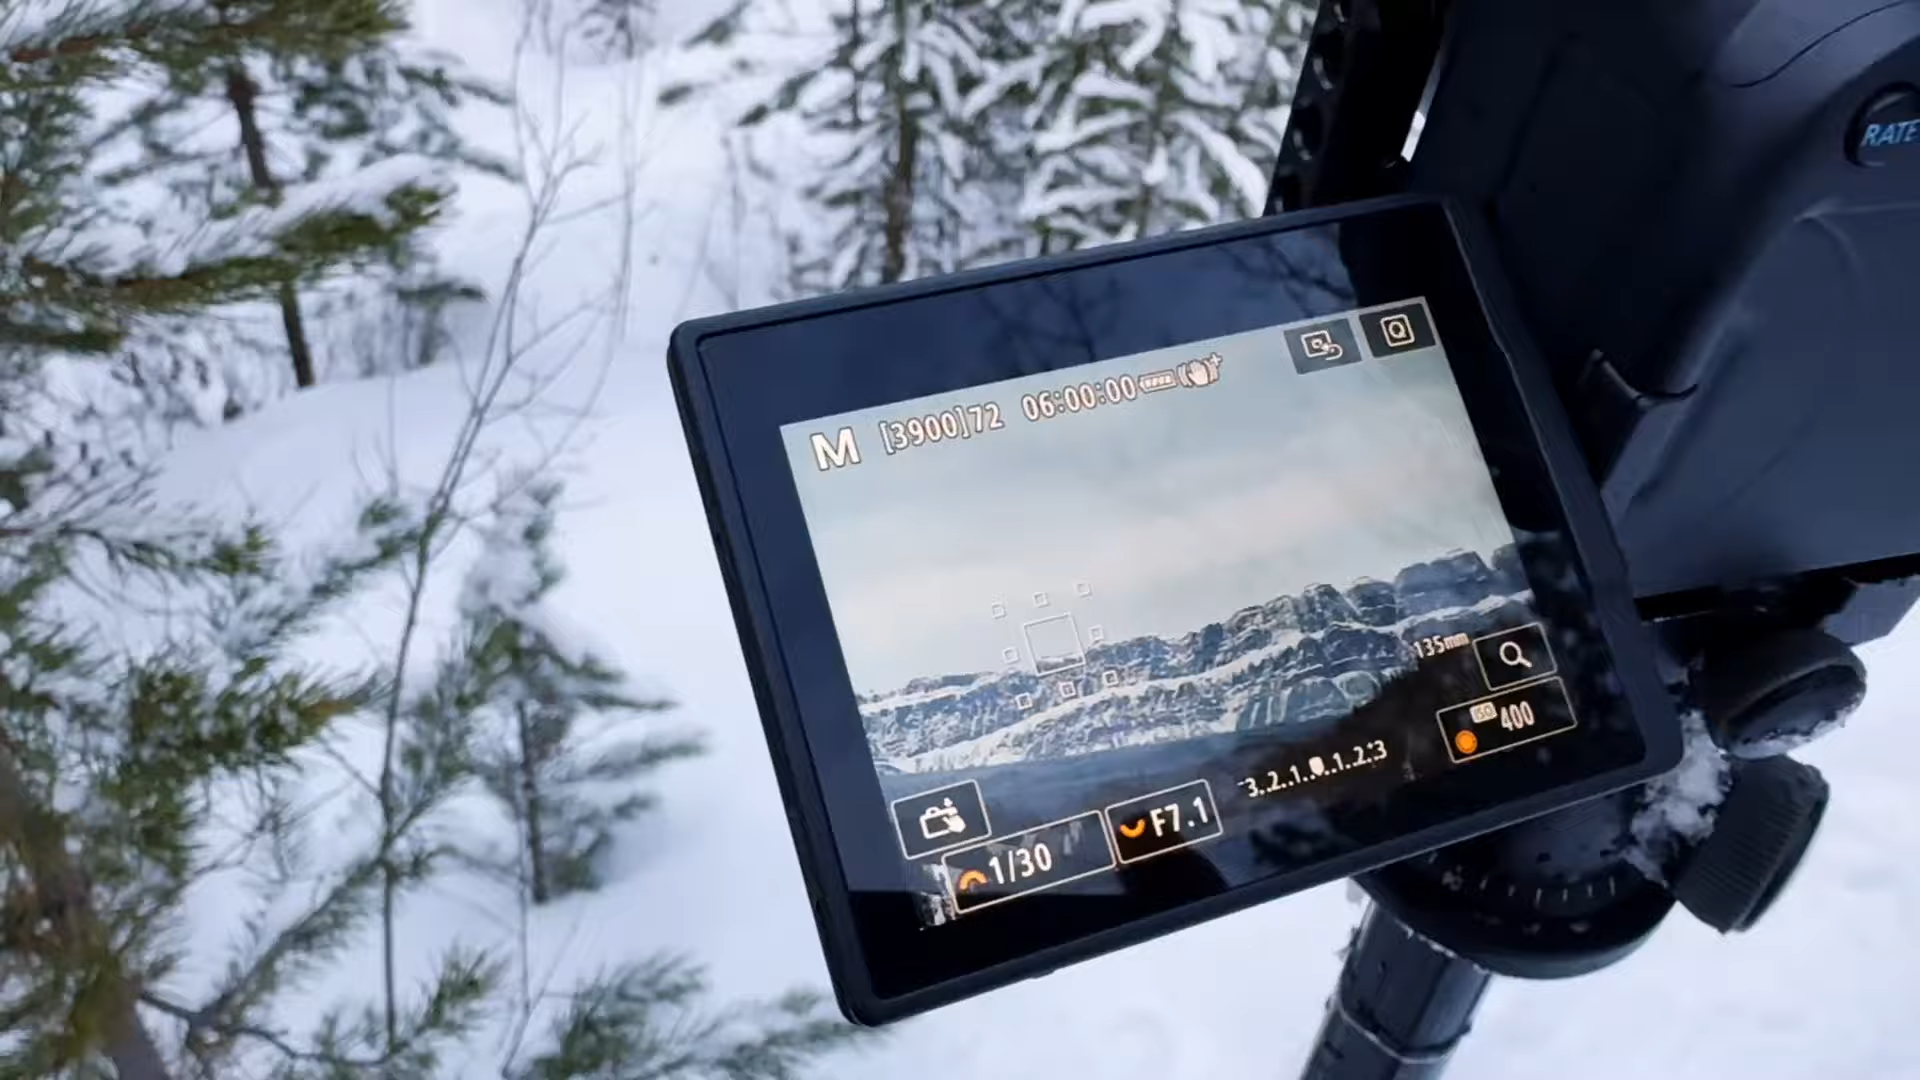 RATE
M [3900]72 06:00:00
Q
135mm
ISO 400
-3..2..1..0..1..2..+3
F7.1
1/30